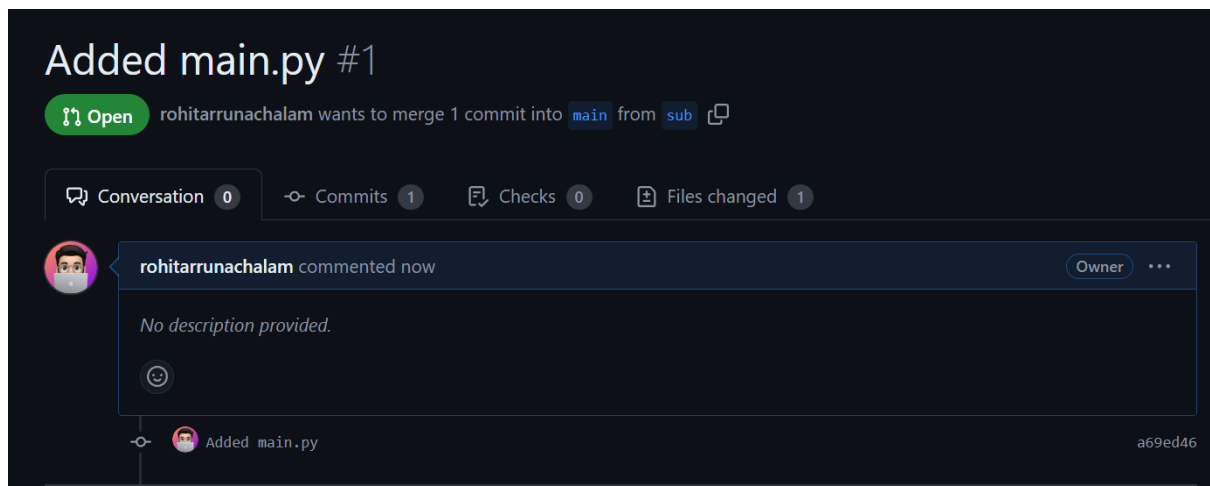 Added main.py #1
Open rohitarrunachalam wants to merge 1 commit into main from sub
Conversation 0 Commits 1 Checks 0 Files changed 1
rohitarrunachalam commented now Owner
No description provided.
Added main.py a69ed46